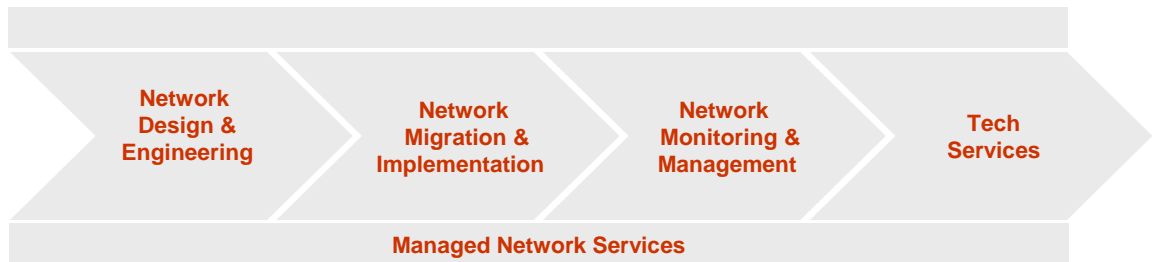 Network
Design &
Engineering
Network
Migration &
Implementation
Network
Monitoring &
Management
Tech
Services
Managed Network Services